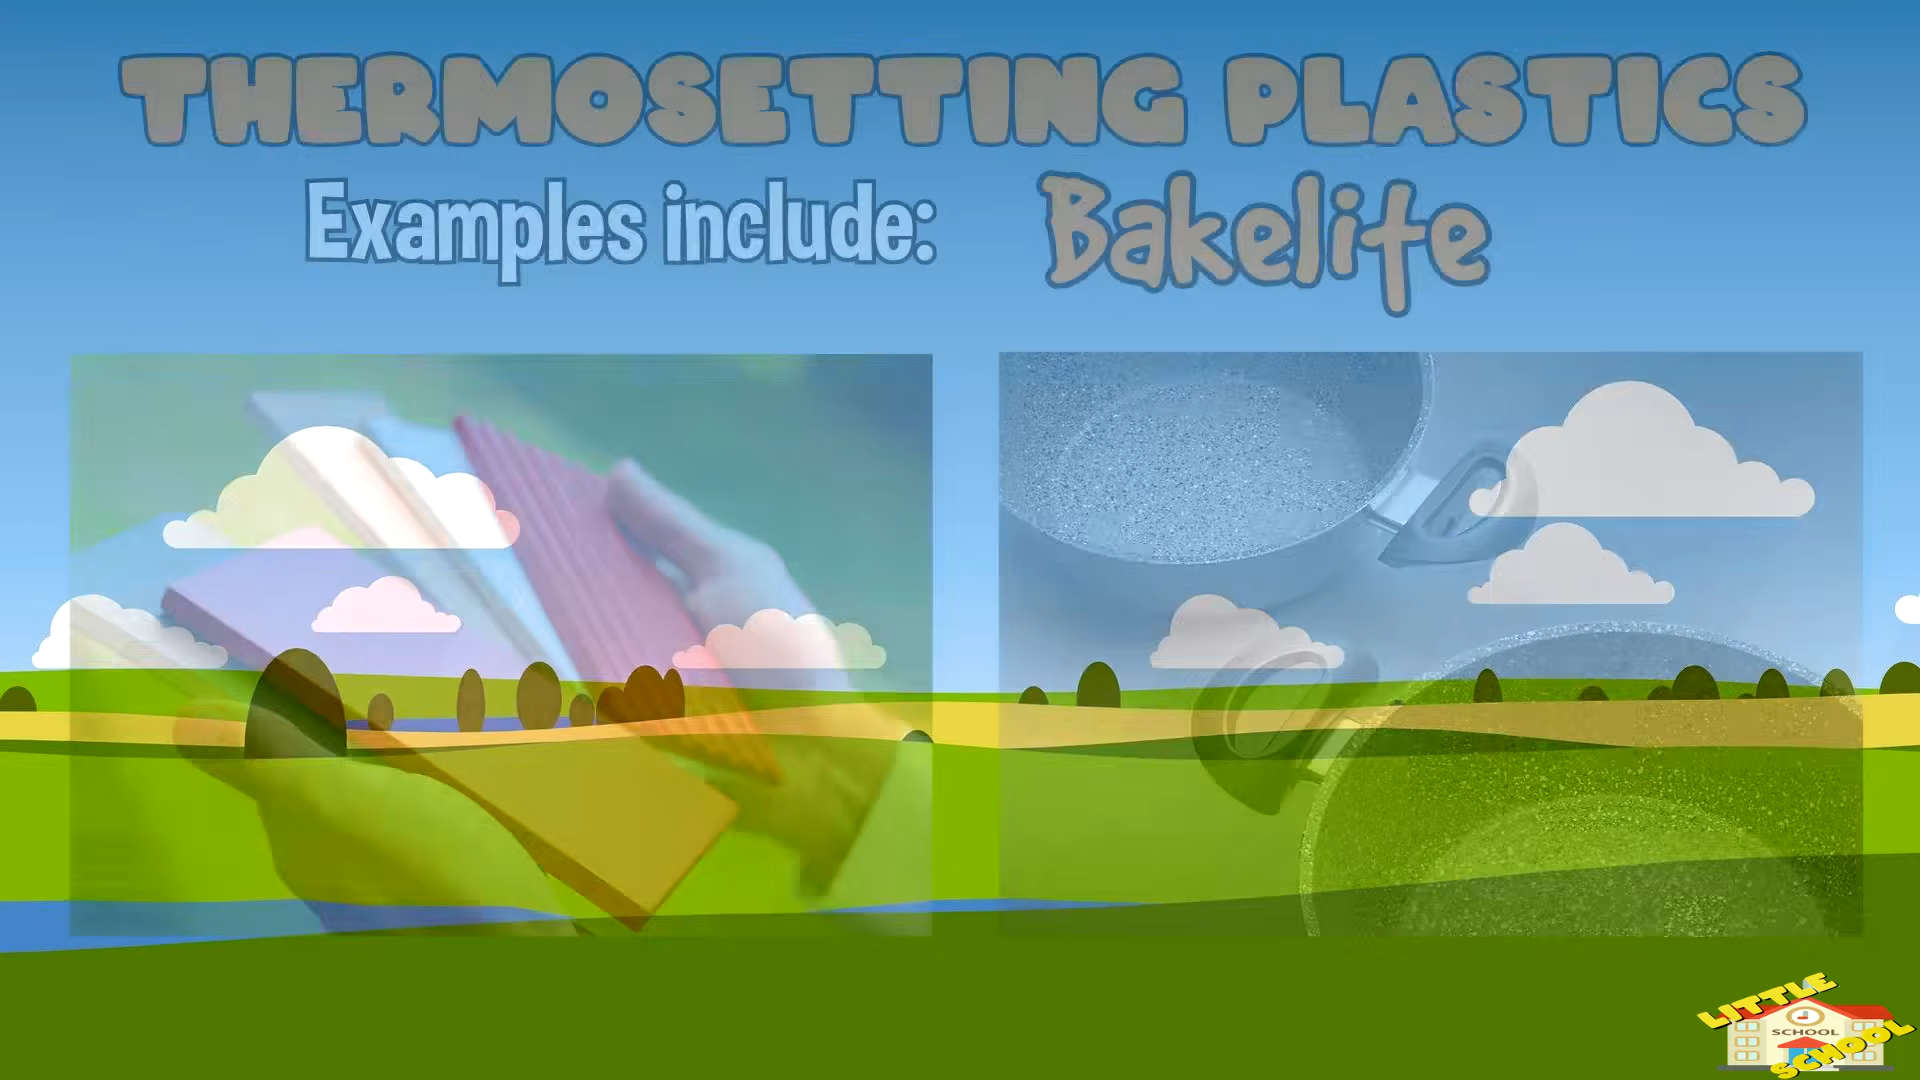 THERMOSETTING PLASTICS
Examples include: Bakelite
LITTLE
SCHOOL
SCHOOL